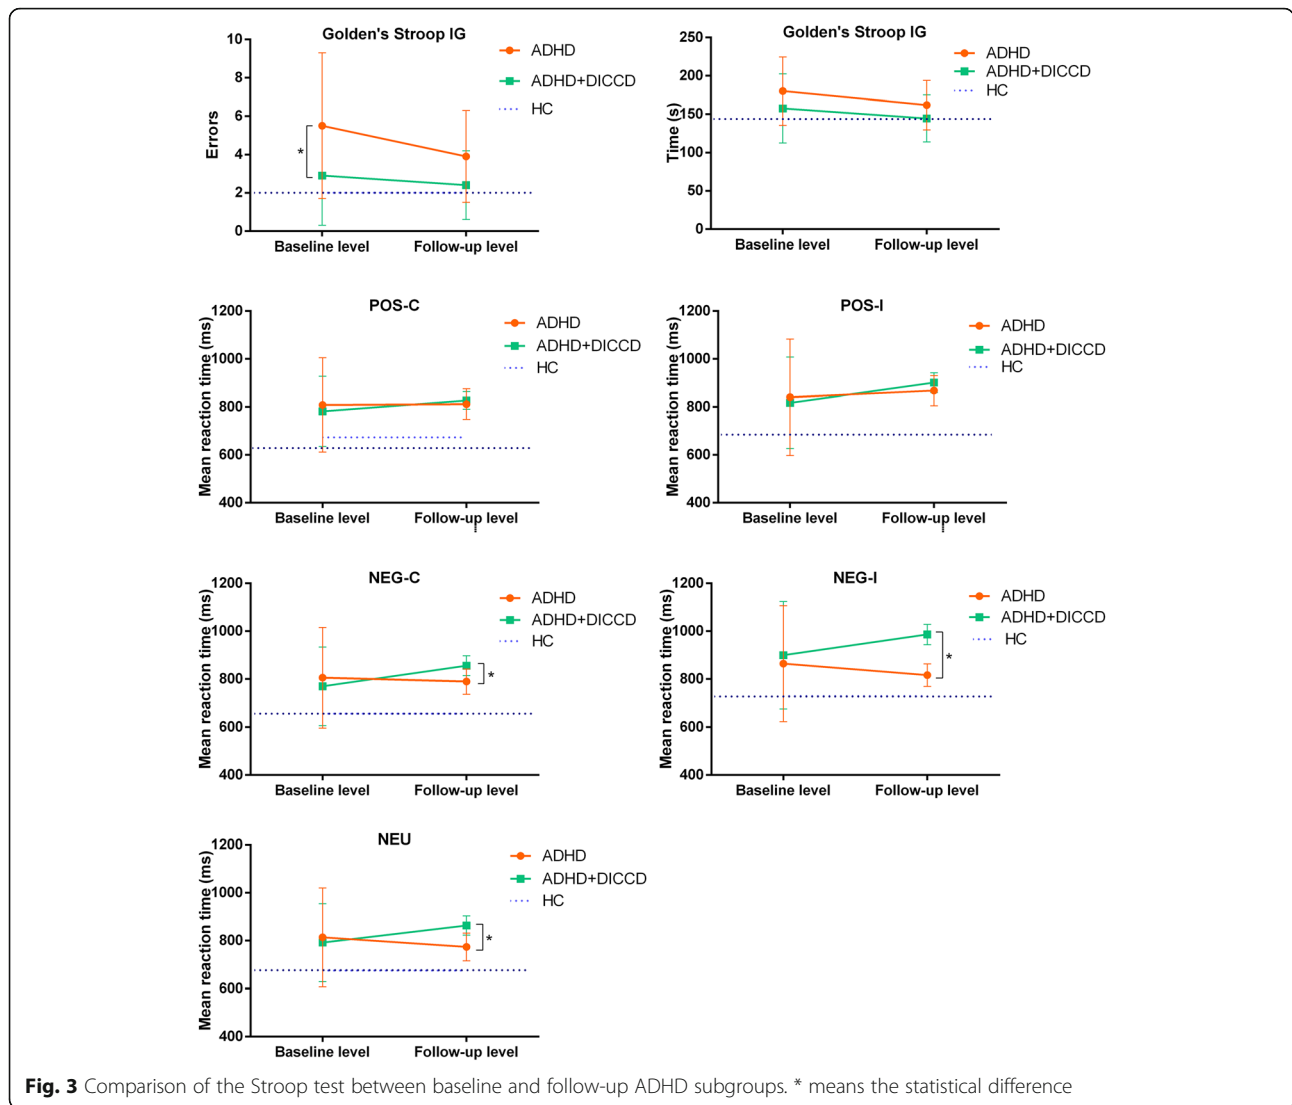 Golden's Stroop IG
10
8
6
4
2
0
Errors
Baseline level
Follow-up level
*
ADHD
ADHD+DICCD
HC
Golden's Stroop IG
250
200
150
100
50
0
Time (s)
Baseline level
Follow-up level
ADHD
ADHD+DICCD
HC
POS-C
1200
1000
800
600
400
Mean reaction time (ms)
Baseline level
Follow-up level
ADHD
ADHD+DICCD
HC
POS-I
1200
1000
800
600
400
Mean reaction time (ms)
Baseline level
Follow-up level
ADHD
ADHD+DICCD
HC
NEG-C
1200
1000
800
600
400
Mean reaction time (ms)
Baseline level
Follow-up level
*
ADHD
ADHD+DICCD
HC
NEG-I
1200
1000
800
600
400
Mean reaction time (ms)
Baseline level
Follow-up level
*
ADHD
ADHD+DICCD
HC
NEU
1200
1000
800
600
400
Mean reaction time (ms)
Baseline level
Follow-up level
*
ADHD
ADHD+DICCD
HC
Fig. 3 Comparison of the Stroop test between baseline and follow-up ADHD subgroups. * means the statistical difference